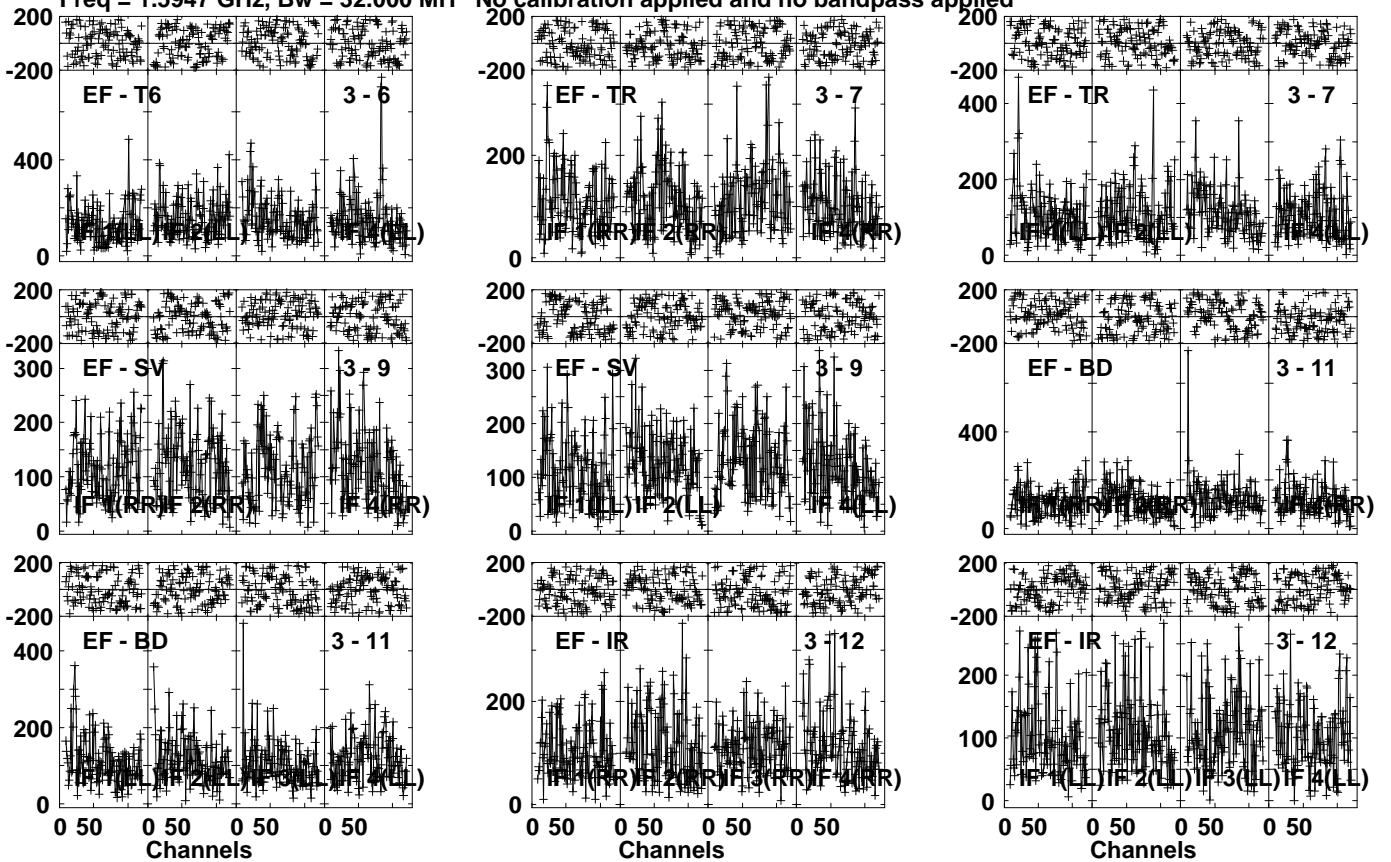 Freq = 1.5947 GHz, Bw = 32.000 MH No calibration applied and no bandpass applied
200 200 200
-200 -200 -200
EF - T6 3 - 6 EF - TR 3 - 7 EF - TR 3 - 7
400 200 400
0 0 200
0
IF 1(LL) IF 2(LL) IF 4(LL) IF 1(RR) IF 2(RR) IF 4(RR) IF 1(LL) IF 2(LL) IF 4(LL)
200 200 200
-200 -200 -200
EF - SV 3 - 9 EF - SV 3 - 9 EF - BD 3 - 11
300 300 400
200 200 0
100 100
0 0
IF 1(RR) IF 2(RR) IF 4(RR) IF 1(LL) IF 2(LL) IF 4(LL) IF 1(RR) IF 2(RR) IF 4(RR)
200 200 200
-200 -200 -200
EF - BD 3 - 11 EF - IR 3 - 12 EF - IR 3 - 12
400 200 200
200 0 100
0 0
IF 1(LL) IF 2(LL) IF 3(LL) IF 4(LL) IF 1(RR) IF 2(RR) IF 3(RR) IF 4(RR) IF 1(LL) IF 2(LL) IF 3(LL) IF 4(LL)
0 50 0 50 0 50 0 50 0 50 0 50 0 50 0 50 0 50 0 50 0 50 0 50
Channels Channels Channels